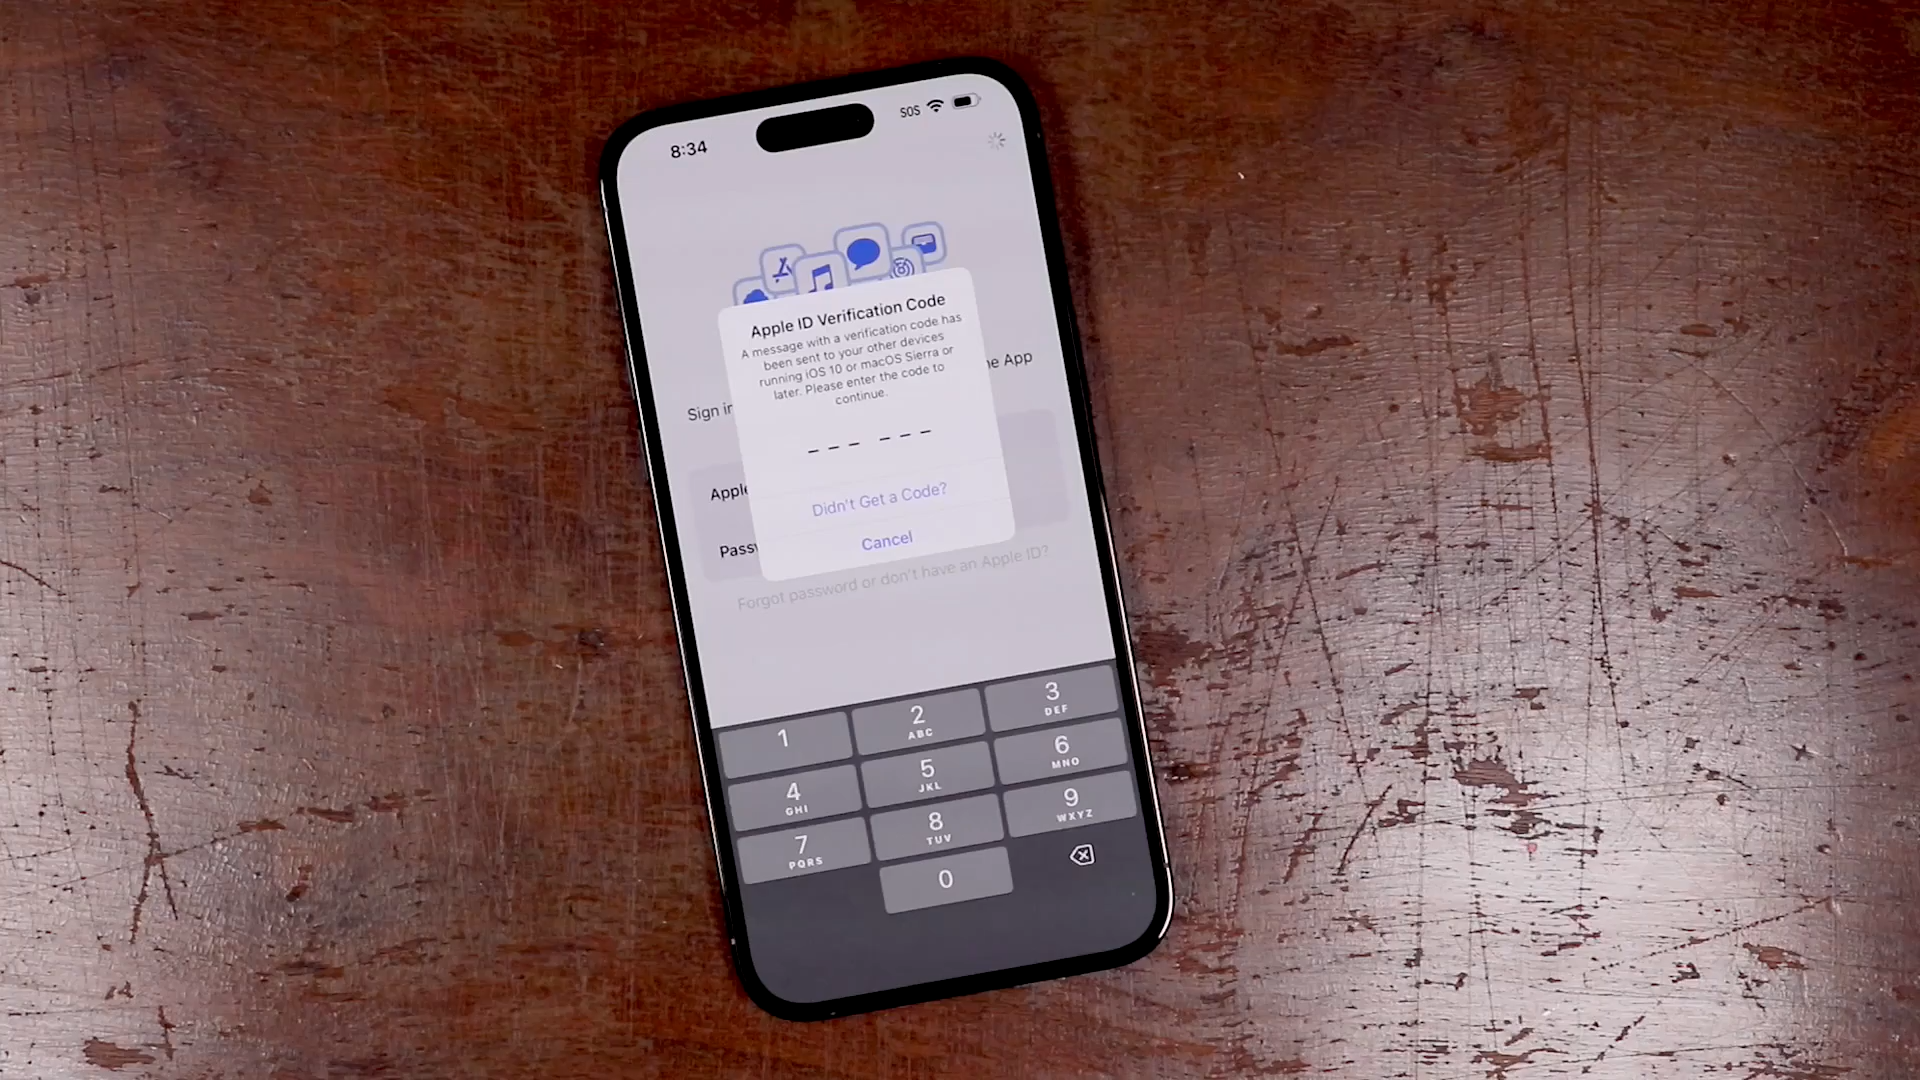 8:34
SOS
Apple ID Verification Code
A message with a verification code has
been sent to your other devices
running iOS 10 or macOS Sierra or
later. Please enter the code to
continue.
Sign in
he App
Apple
Passw
Didn't Get a Code?
Cancel
Forgot password or don't have an Apple ID?
1
2
ABC
3
DEF
4
GHI
5
JKL
6
MNO
7
PQRS
8
TUV
9
WXYZ
0